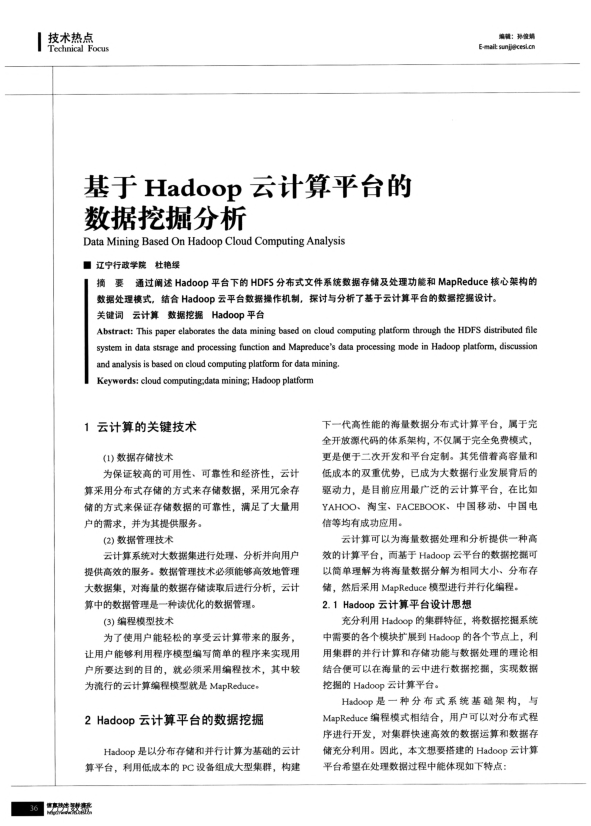 技术热点
Technical Focus
编辑：孙俊娟
E-mail: sunjj@cesi.cn
基于 Hadoop 云计算平台的
数据挖掘分析
Data Mining Based On Hadoop Cloud Computing Analysis
■ 辽宁行政学院 杜艳绥
摘 要 通过阐述 Hadoop 平台下的 HDFS 分布式文件系统数据存储及处理功能和 MapReduce 核心架构的
数据处理模式，结合 Hadoop 云平台数据操作机制，探讨与分析了基于云计算平台的数据挖掘设计。
关键词 云计算 数据挖掘 Hadoop 平台
Abstract: This paper elaborates the data mining based on cloud computing platform through the HDFS distributed file
system in data stsrage and processing function and Mapreduce's data processing mode in Hadoop platform, discussion
and analysis is based on cloud computing platform for data mining.
Keywords: cloud computing;data mining; Hadoop platform
1 云计算的关键技术
(1) 数据存储技术
为保证较高的可用性、可靠性和经济性，云计
算采用分布式存储的方式来存储数据，采用冗余存
储的方式来保证存储数据的可靠性，满足了大量用
户的需求，并为其提供服务。
(2) 数据管理技术
云计算系统对大数据集进行处理、分析并向用户
提供高效的服务。数据管理技术必须能够高效地管理
大数据集，对海量的数据存储读取后进行分析，云计
算中的数据管理是一种读优化的数据管理。
(3) 编程模型技术
为了使用户能轻松的享受云计算带来的服务，
让用户能够利用程序模型编写简单的程序来实现用
户所要达到的目的，就必须采用编程技术，其中较
为流行的云计算编程模型就是 MapReduce。
2 Hadoop 云计算平台的数据挖掘
Hadoop 是以分布存储和并行计算为基础的云计
算平台，利用低成本的 PC 设备组成大型集群，构建
下一代高性能的海量数据分布式计算平台，属于完
全开放源代码的体系架构，不仅属于完全免费模式，
更是便于二次开发和平台定制。其凭借着高容量和
低成本的双重优势，已成为大数据行业发展背后的
驱动力，是目前应用最广泛的云计算平台，在比如
YAHOO、淘宝、FACEBOOK、中国移动、中国电
信等均有成功应用。
云计算可以为海量数据处理和分析提供一种高
效的计算平台，而基于 Hadoop 云平台的数据挖掘可
以简单理解为将海量数据分解为相同大小、分布存
储，然后采用 MapReduce 模型进行并行化编程。
2.1 Hadoop 云计算平台设计思想
充分利用 Hadoop 的集群特征，将数据挖掘系统
中需要的各个模块扩展到 Hadoop 的各个节点上，利
用集群的并行计算和存储功能与数据处理的理论相
结合便可以在海量的云中进行数据挖掘，实现数据
挖掘的 Hadoop 云计算平台。
Hadoop 是一种分布式系统基础架构，与
MapReduce 编程模式相结合，用户可以对分布式程
序进行开发，对集群快速高效的数据运算和数据存
储充分利用。因此，本文想要搭建的 Hadoop 云计算
平台希望在处理数据过程中能体现如下特点：
36